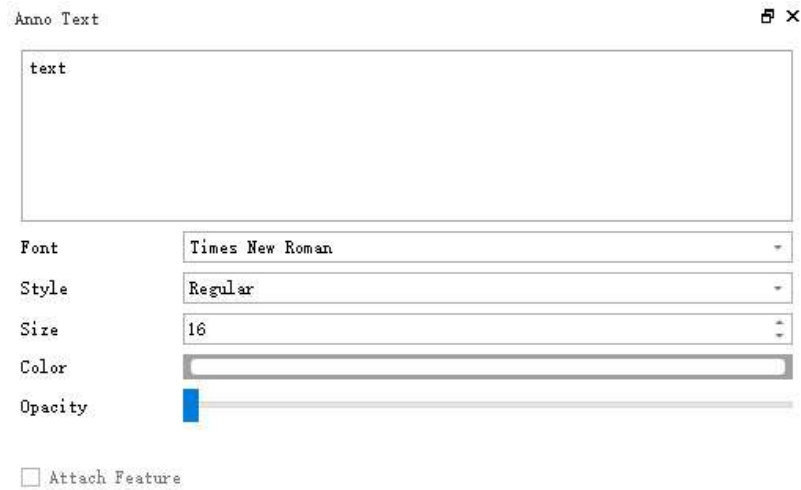 Anno Text
text
Font Times New Roman
Style Regular
Size 16
Color
Opacity
Attach Feature